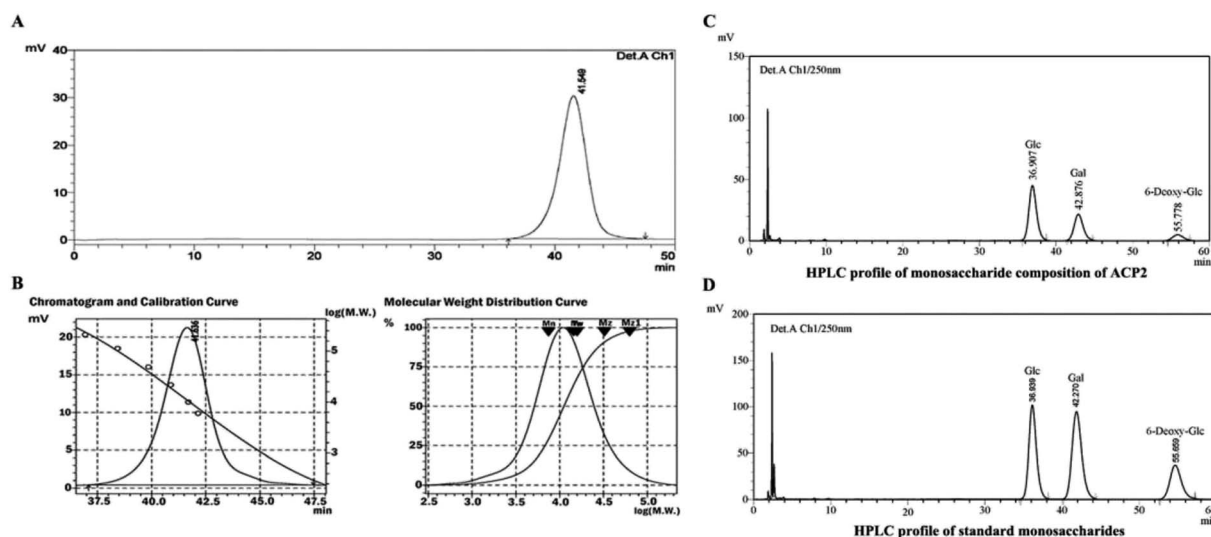 A
mV
40
Det.A Ch1
41.549
30
20
10
0
0 10 20 30 40 50
min
B
Chromatogram and Calibration Curve
mV
log(M.W.)
20
15
10
5
0
5
4
3
37.5 40.0 42.5 45.0 47.5
min
Molecular Weight Distribution Curve
%
100
75
50
25
0
Mn Mz Mz1
2.5 3.0 3.5 4.0 4.5 5.0
log(M.W.)
C
mV
150
Det.A Ch1/250nm
100
50
0
Glc
36.907
Gal
42.876
6-Deoxy-Glc
55.778
0 10 20 30 40 50 60
min
HPLC profile of monosaccharide composition of ACP2
D
mV
200
Det.A Ch1/250nm
150
100
50
0
Glc
36.939
Gal
42.270
6-Deoxy-Glc
55.659
0 10 20 30 40 50
min
HPLC profile of standard monosaccharides